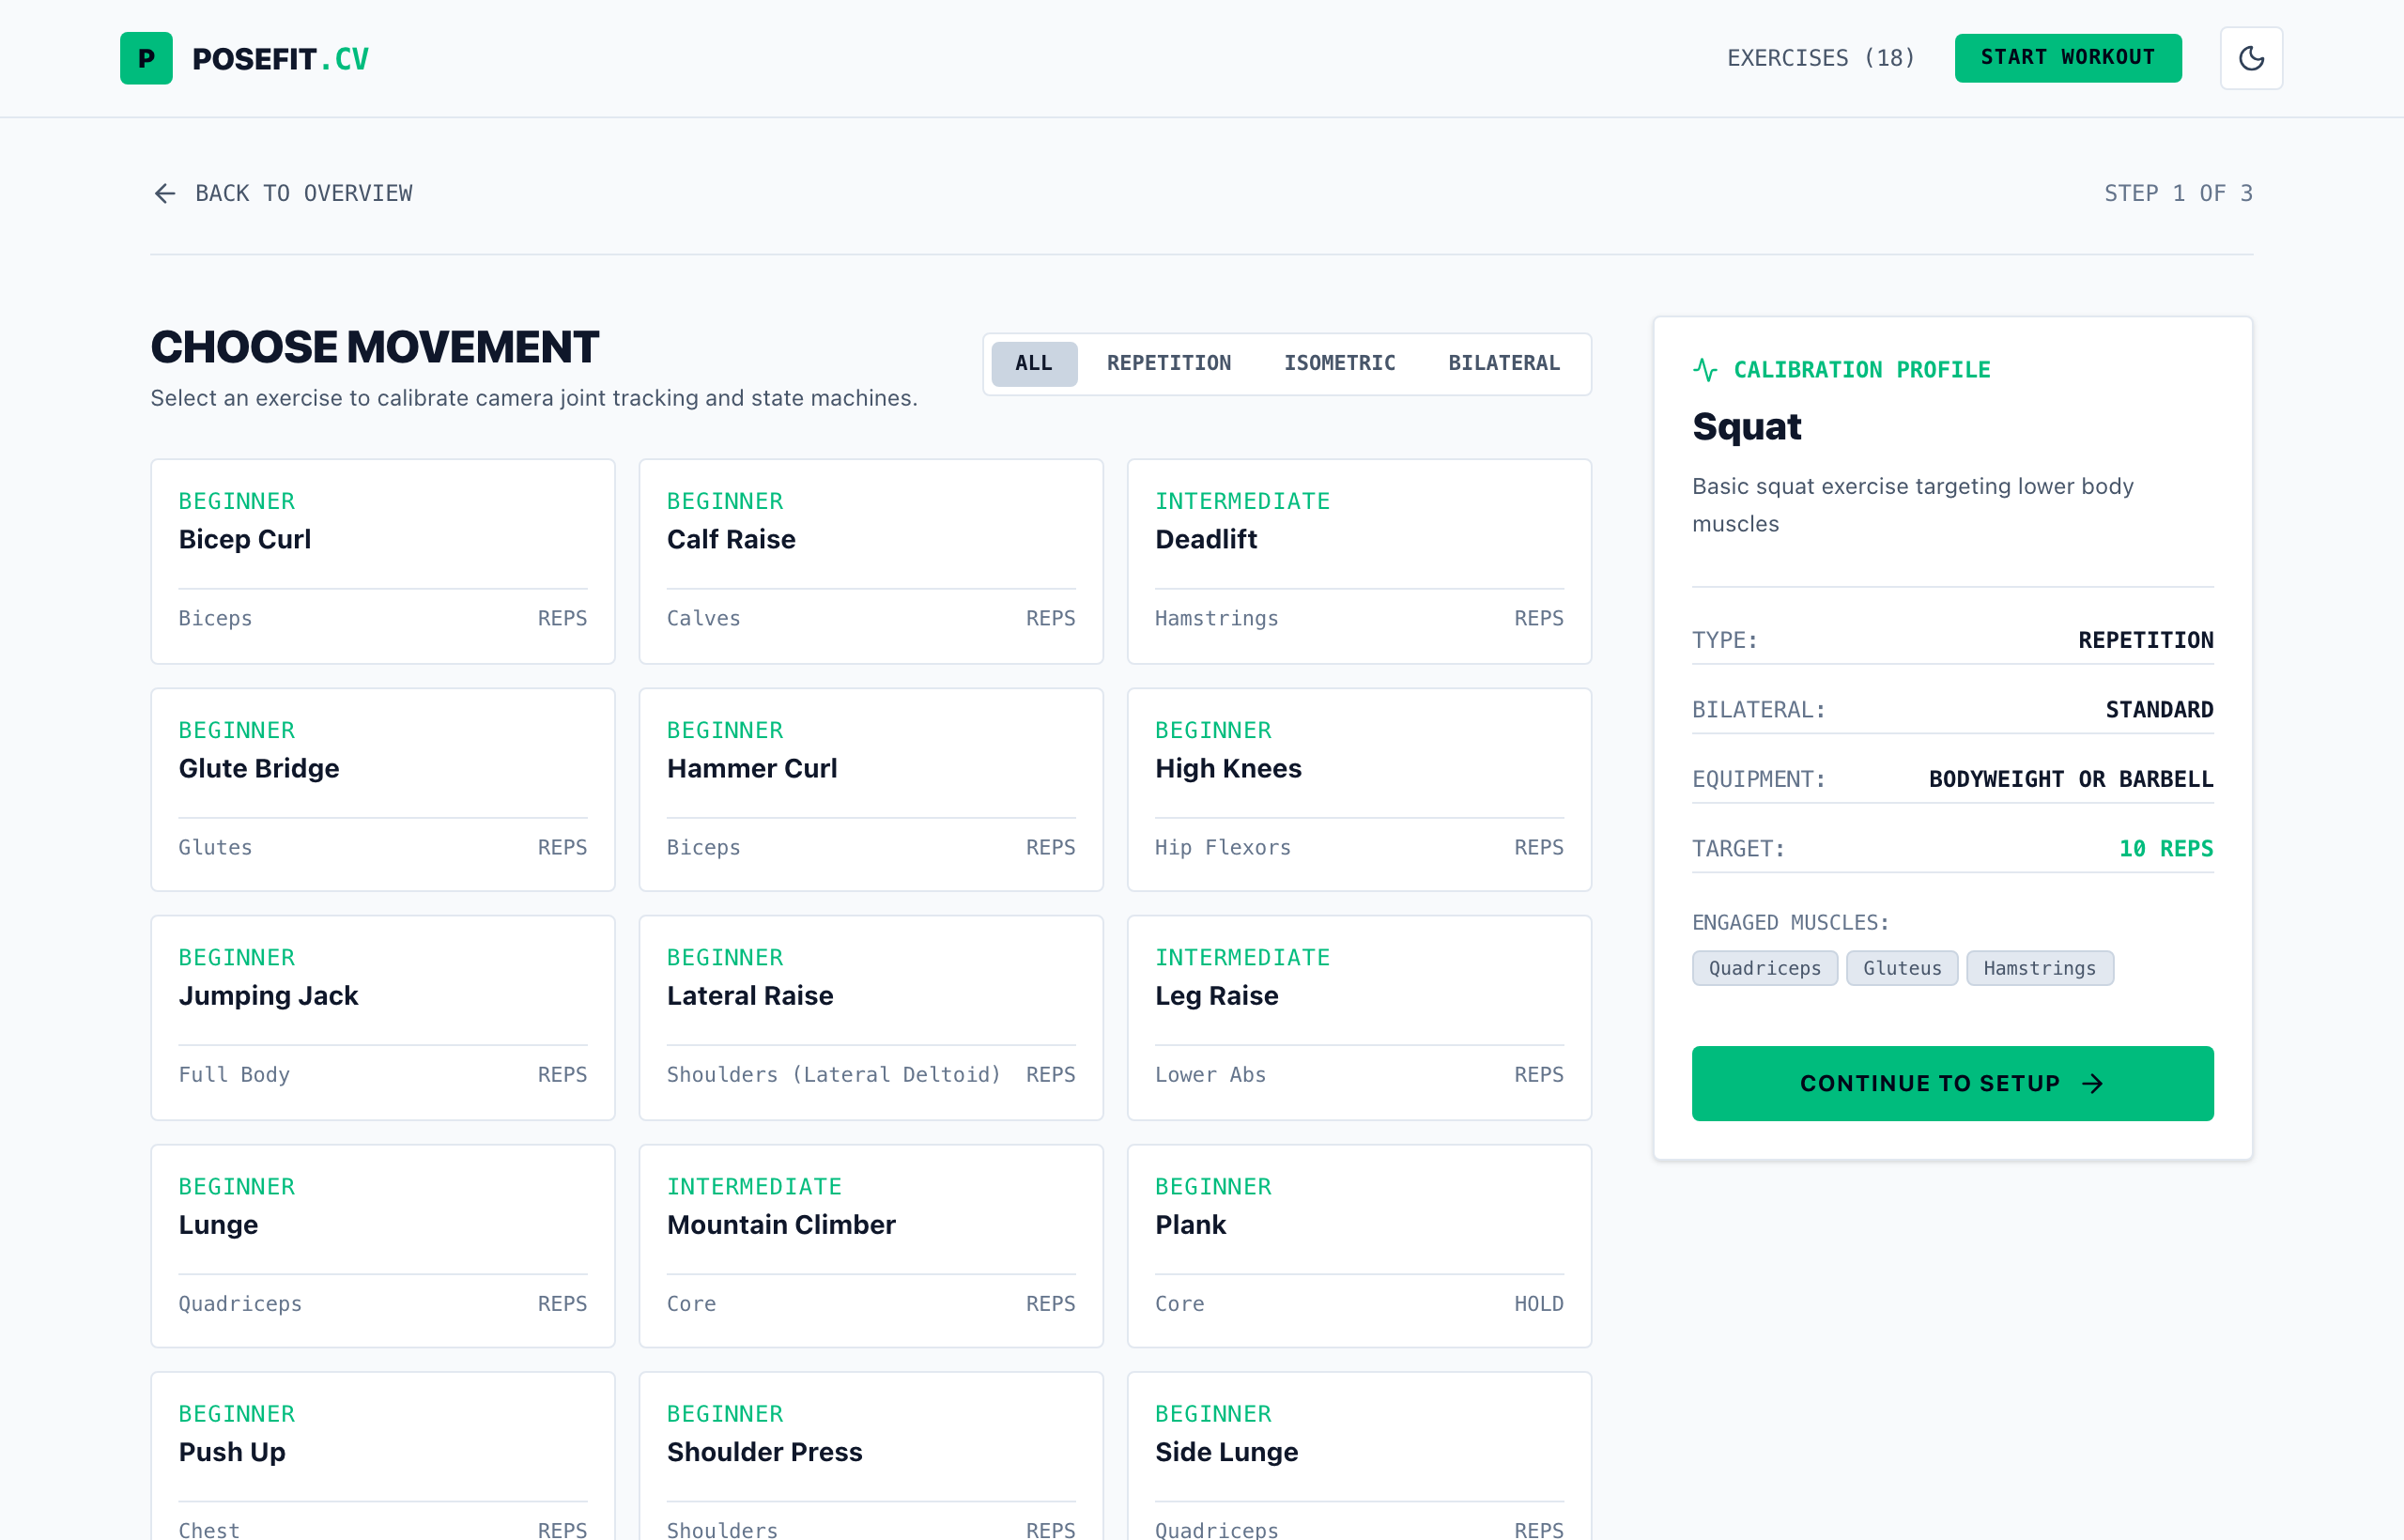 P POSEFIT.CV
EXERCISES (18)
START WORKOUT
BACK TO OVERVIEW
STEP 1 OF 3
CHOOSE MOVEMENT
Select an exercise to calibrate camera joint tracking and state machines.
ALL REPETITION ISOMETRIC BILATERAL
BEGINNER
Bicep Curl
Biceps REPS
BEGINNER
Calf Raise
Calves REPS
INTERMEDIATE
Deadlift
Hamstrings REPS
BEGINNER
Glute Bridge
Glutes REPS
BEGINNER
Hammer Curl
Biceps REPS
BEGINNER
High Knees
Hip Flexors REPS
BEGINNER
Jumping Jack
Full Body REPS
BEGINNER
Lateral Raise
Shoulders (Lateral Deltoid) REPS
INTERMEDIATE
Leg Raise
Lower Abs REPS
BEGINNER
Lunge
Quadriceps REPS
INTERMEDIATE
Mountain Climber
Core REPS
BEGINNER
Plank
Core HOLD
BEGINNER
Push Up
Chest REPS
BEGINNER
Shoulder Press
Shoulders REPS
BEGINNER
Side Lunge
Quadriceps REPS
CALIBRATION PROFILE
Squat
Basic squat exercise targeting lower body
muscles
TYPE: REPETITION
BILATERAL: STANDARD
EQUIPMENT: BODYWEIGHT OR BARBELL
TARGET: 10 REPS
ENGAGED MUSCLES:
Quadriceps Gluteus Hamstrings
CONTINUE TO SETUP